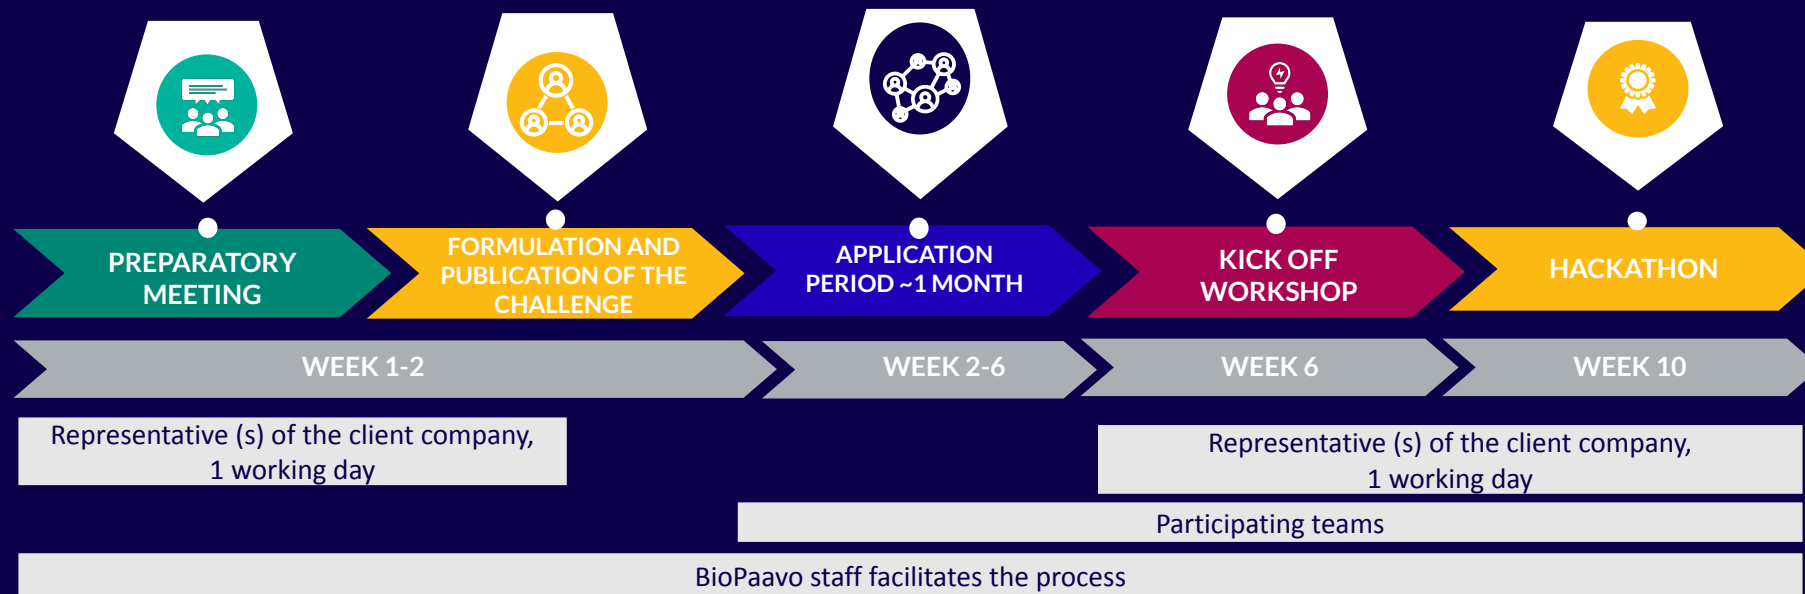 PREPARATORY
MEETING
FORMULATION AND
PUBLICATION OF THE
CHALLENGE
APPLICATION
PERIOD ~1 MONTH
KICK OFF
WORKSHOP
HACKATHON
WEEK 1-2
WEEK 2-6
WEEK 6
WEEK 10
Representative (s) of the client company,
1 working day
Representative (s) of the client company,
1 working day
Participating teams
BioPaavo staff facilitates the process